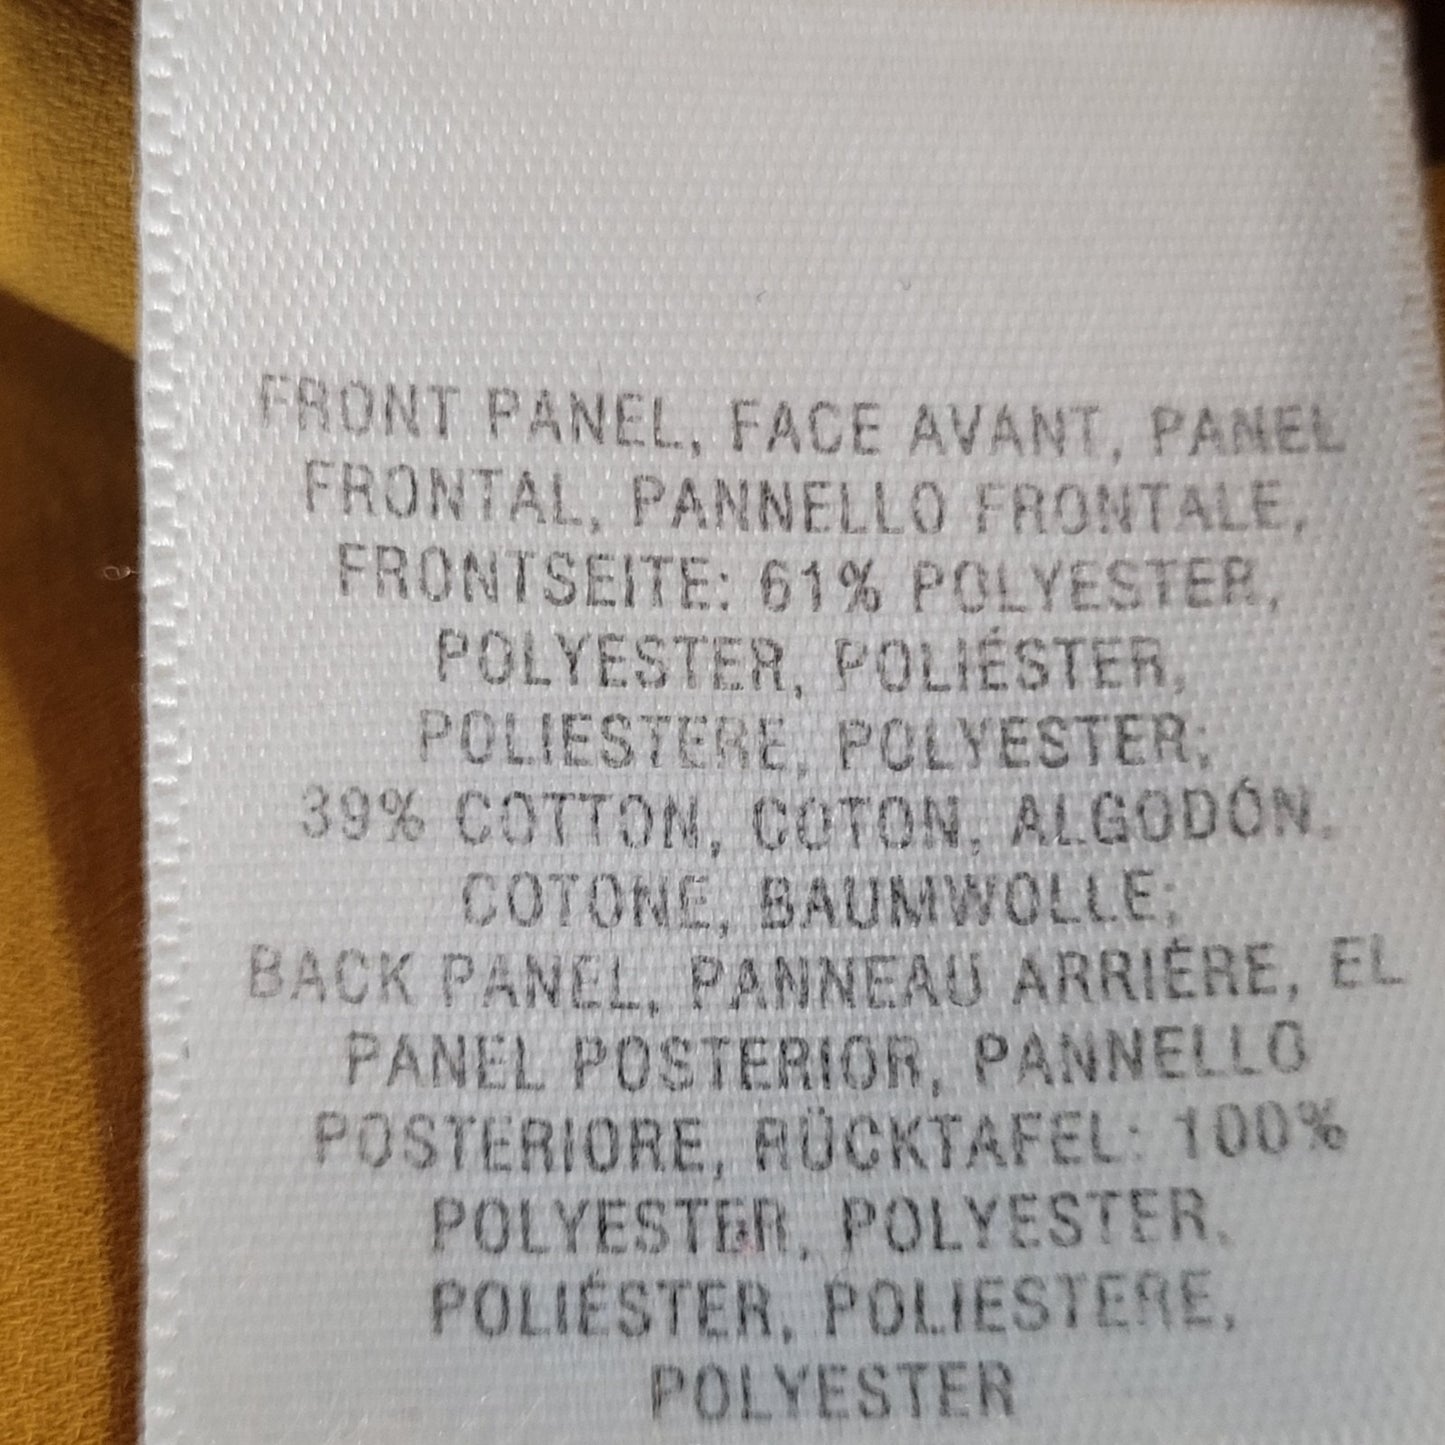 FRONT PANEL, FACE AVANT, PANEL
FRONTAL, PANNELLO FRONTALE,
FRONTSEITE: 61% POLYESTER,
POLYESTER, POLIÉSTER,
POLIESTERE, POLYESTER;
39% COTTON, COTON, ALGODÓN,
COTONE, BAUMWOLLE;
BACK PANEL, PANNEAU ARRIÉRE, EL
PANEL POSTERIOR, PANNELLO
POSTERIORE, RÜCKTAFEL: 100%
POLYESTER, POLYESTER,
POLIÉSTER, POLIESTERE,
POLYESTER